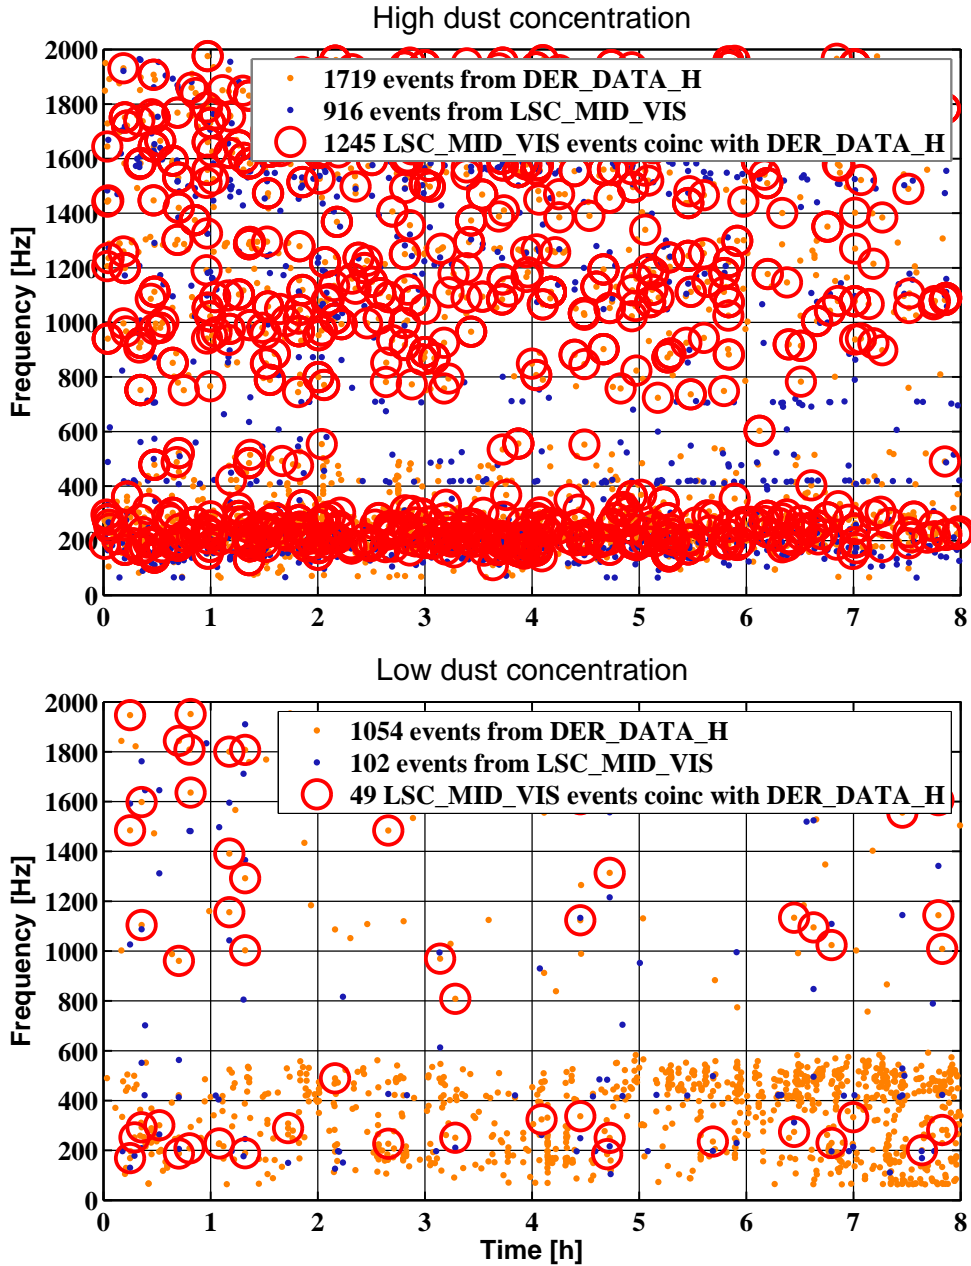 High dust concentration
2000
1800
1600
1400
1200
1000
800
600
400
200
0
Frequency [Hz]
1719 events from DER_DATA_H
916 events from LSC_MID_VIS
1245 LSC_MID_VIS events coinc with DER_DATA_H
0 1 2 3 4 5 6 7 8
Low dust concentration
2000
1800
1600
1400
1200
1000
800
600
400
200
0
Frequency [Hz]
1054 events from DER_DATA_H
102 events from LSC_MID_VIS
49 LSC_MID_VIS events coinc with DER_DATA_H
0 1 2 3 4 5 6 7 8
Time [h]